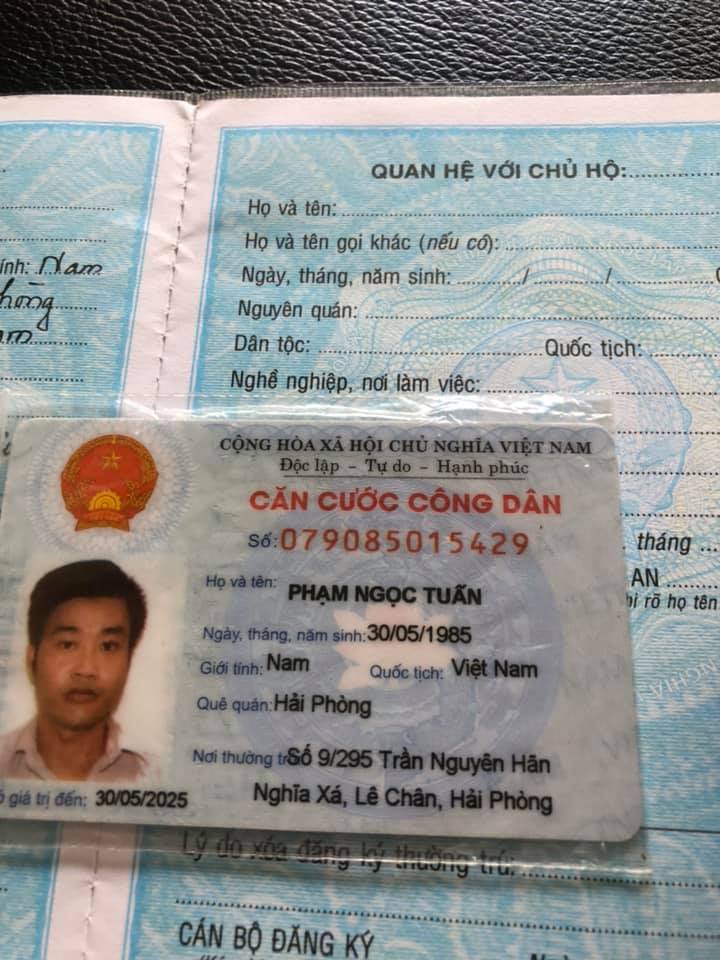 QUAN HỆ VỚI CHỦ HỘ:
Họ và tên:
Họ và tên gọi khác (nếu có):
ính: Nam
Ngày, tháng, năm sinh: / /
Nguyên quán:
Dân tộc: Quốc tịch:
Nghề nghiệp, nơi làm việc:
CỘNG HÒA XÃ HỘI CHỦ NGHĨA VIỆT NAM
Độc lập - Tự do - Hạnh phúc
CĂN CƯỚC CÔNG DÂN
Số: 079085015429
tháng
Họ và tên: PHẠM NGỌC TUẤN
AN
hi rõ họ tên
Ngày, tháng, năm sinh: 30/05/1985
Giới tính: Nam Quốc tịch: Việt Nam
Quê quán: Hải Phòng
Nơi thường tr Số 9/295 Trần Nguyên Hãn
Nghĩa Xá, Lê Chân, Hải Phòng
ó giá trị đến: 30/05/2025
Lý do xóa đăng ký thường trú:
CÁN BỘ ĐĂNG KÝ